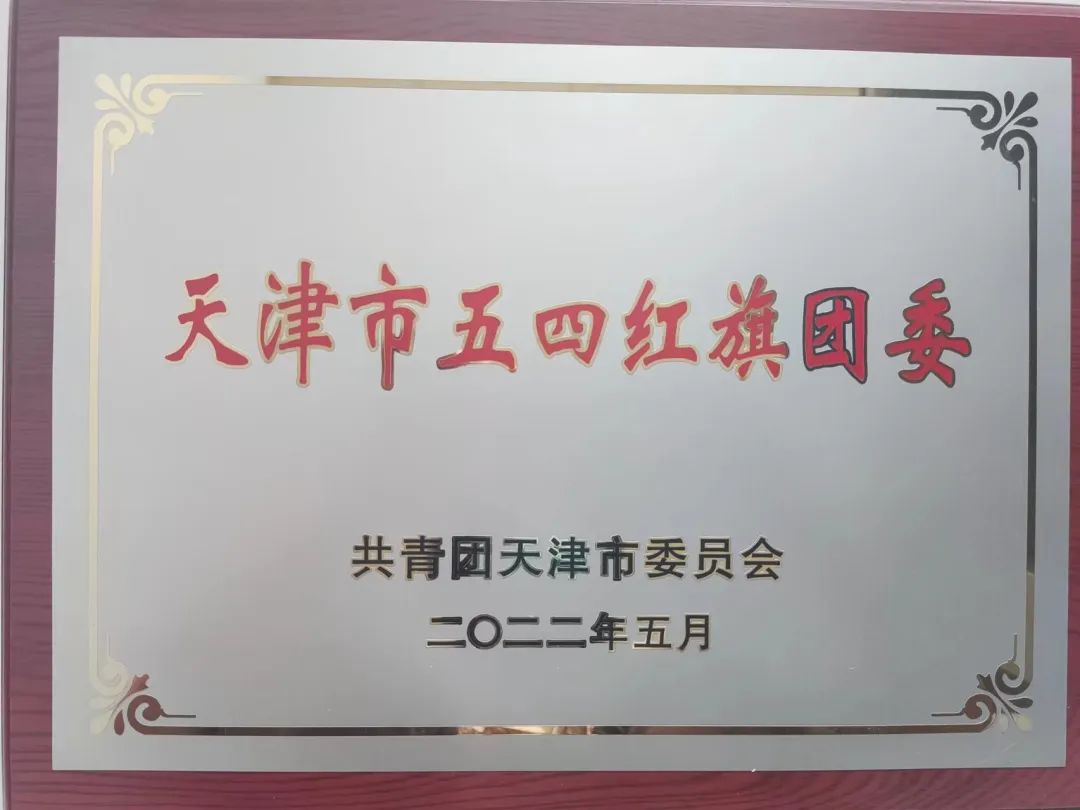 天津市五四红旗团委
共青团天津市委员会
二〇二二年五月